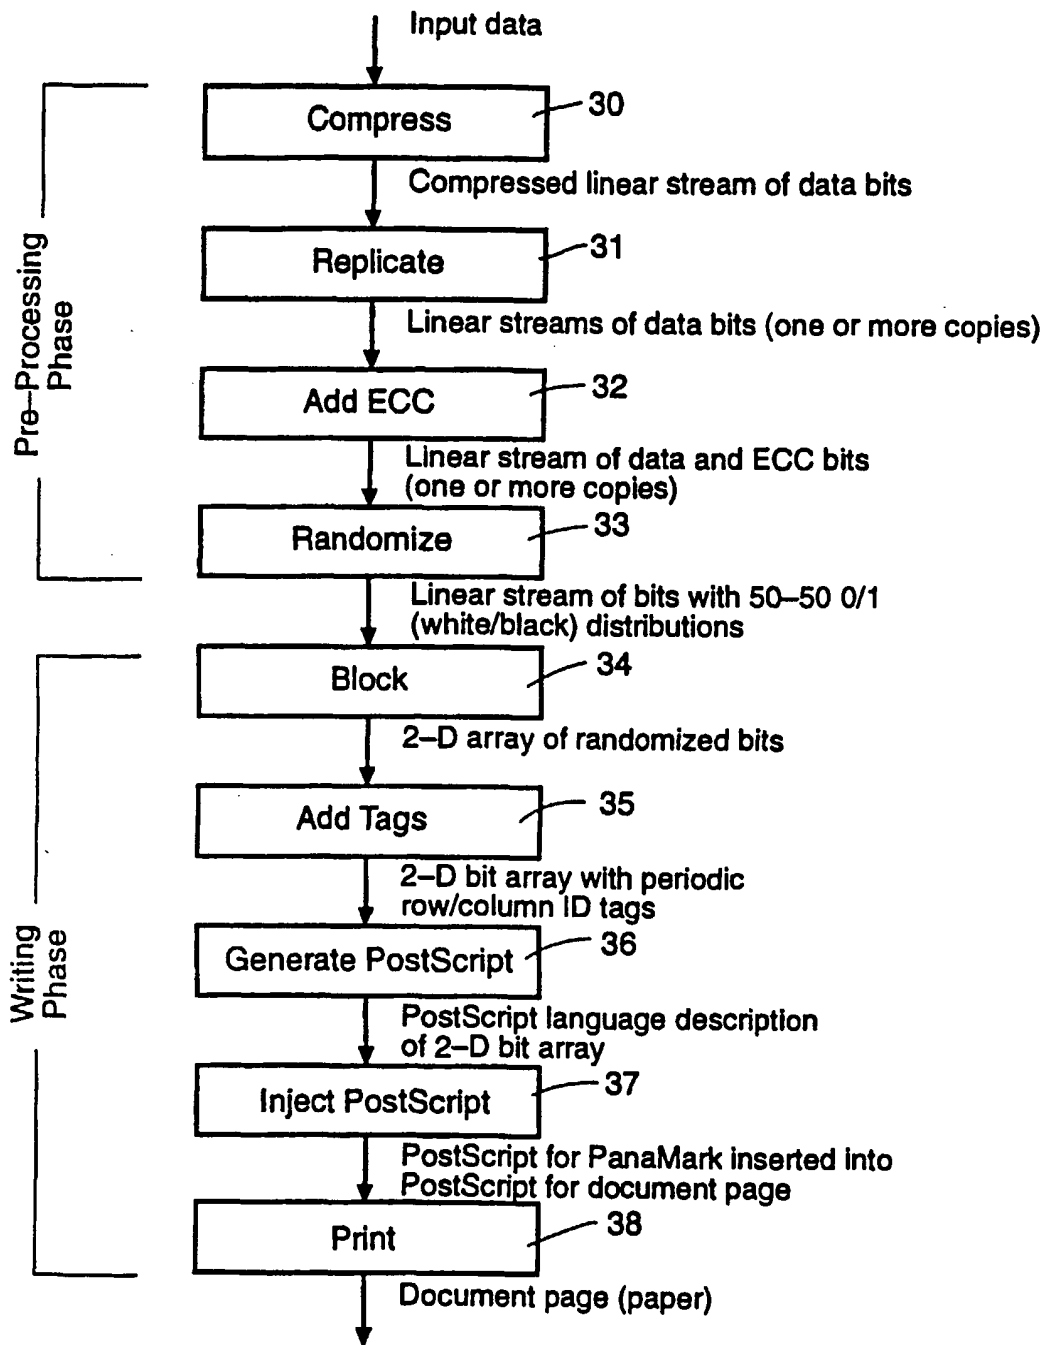 Input data
Compress
30
Compressed linear stream of data bits
Replicate
31
Linear streams of data bits (one or more copies)
Add ECC
32
Linear stream of data and ECC bits
(one or more copies)
Randomize
33
Linear stream of bits with 50–50 0/1
(white/black) distributions
Pre–Processing
Phase
Block
34
2–D array of randomized bits
Add Tags
35
2–D bit array with periodic
row/column ID tags
Generate PostScript
36
PostScript language description
of 2–D bit array
Inject PostScript
37
PostScript for PanaMark inserted into
PostScript for document page
Print
38
Document page (paper)
Writing
Phase